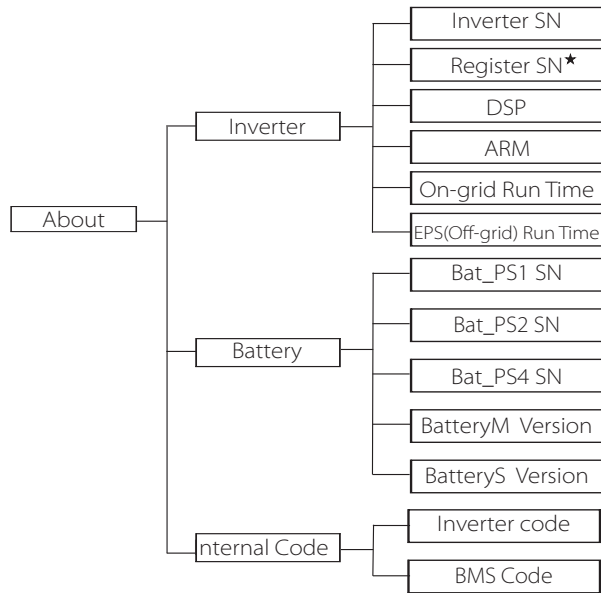 About
Inverter
Inverter SN
Register SN★
DSP
ARM
On-grid Run Time
EPS(Off-grid) Run Time
Battery
Bat_PS1 SN
Bat_PS2 SN
Bat_PS4 SN
BatteryM Version
BatteryS Version
nternal Code
Inverter code
BMS Code